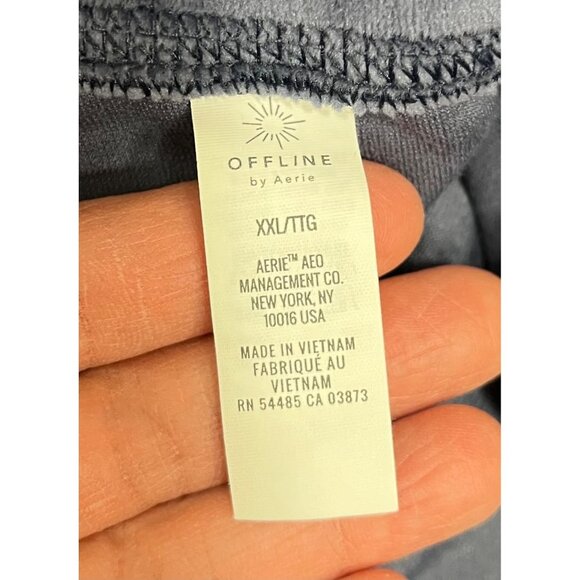 OFFLINE
by Aerie
XXL/TTG
AERIE™ AEO
MANAGEMENT CO.
NEW YORK, NY
10016 USA
MADE IN VIETNAM
FABRIQUÉ AU
VIETNAM
RN 54485 CA 03873